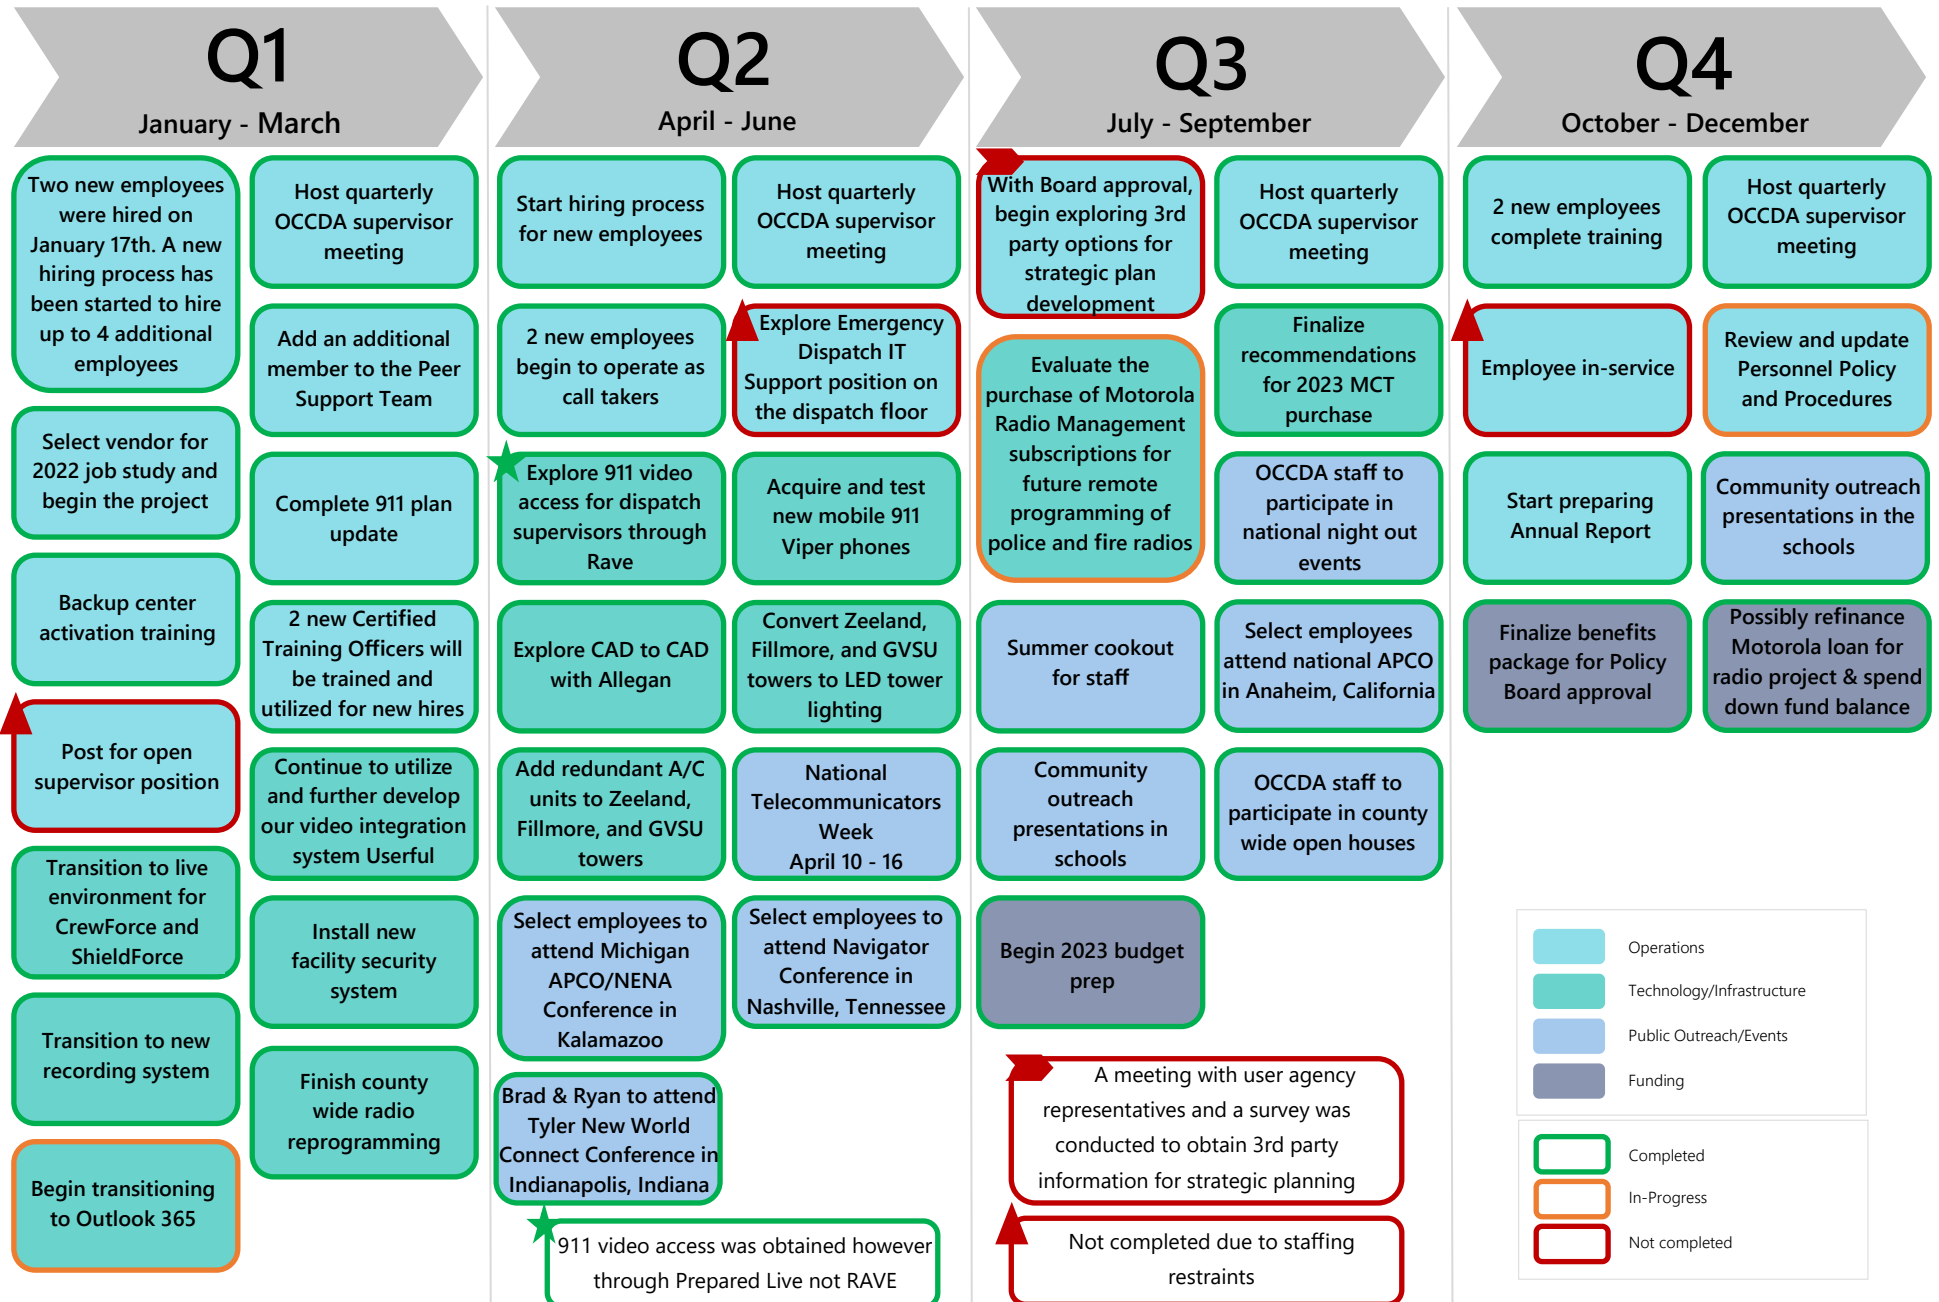 Q1
January - March
Two new employees
were hired on
January 17th. A new
hiring process has
been started to hire
up to 4 additional
employees
Select vendor for
2022 job study and
begin the project
Backup center
activation training
Post for open
supervisor position
Transition to live
environment for
CrewForce and
ShieldForce
Transition to new
recording system
Begin transitioning
to Outlook 365
Host quarterly
OCCDA supervisor
meeting
Add an additional
member to the Peer
Support Team
Complete 911 plan
update
2 new Certified
Training Officers will
be trained and
utilized for new hires
Continue to utilize
and further develop
our video integration
system Userful
Install new
facility security
system
Finish county
wide radio
reprogramming
Q2
April - June
Start hiring process
for new employees
2 new employees
begin to operate as
call takers
Explore 911 video
access for dispatch
supervisors through
Rave
Explore CAD to CAD
with Allegan
Add redundant A/C
units to Zeeland,
Fillmore, and GVSU
towers
Select employees to
attend Michigan
APCO/NENA
Conference in
Kalamazoo
Brad & Ryan to attend
Tyler New World
Connect Conference in
Indianapolis, Indiana
Host quarterly
OCCDA supervisor
meeting
Explore Emergency
Dispatch IT
Support position on
the dispatch floor
Acquire and test
new mobile 911
Viper phones
Convert Zeeland,
Fillmore, and GVSU
towers to LED tower
lighting
National
Telecommunicators
Week
April 10 - 16
Select employees to
attend Navigator
Conference in
Nashville, Tennessee
911 video access was obtained however
through Prepared Live not RAVE
Q3
July - September
With Board approval,
begin exploring 3rd
party options for
strategic plan
development
Evaluate the
purchase of Motorola
Radio Management
subscriptions for
future remote
programming of
police and fire radios
Summer cookout
for staff
Community
outreach
presentations in
schools
Begin 2023 budget
prep
Host quarterly
OCCDA supervisor
meeting
Finalize
recommendations
for 2023 MCT
purchase
OCCDA staff to
participate in
national night out
events
Select employees
attend national APCO
in Anaheim, California
OCCDA staff to
participate in county
wide open houses
A meeting with user agency
representatives and a survey was
conducted to obtain 3rd party
information for strategic planning
Not completed due to staffing
restraints
Q4
October - December
2 new employees
complete training
Employee in-service
Start preparing
Annual Report
Finalize benefits
package for Policy
Board approval
Host quarterly
OCCDA supervisor
meeting
Review and update
Personnel Policy
and Procedures
Community outreach
presentations in the
schools
Possibly refinance
Motorola loan for
radio project & spend
down fund balance
Operations
Technology/Infrastructure
Public Outreach/Events
Funding
Completed
In-Progress
Not completed